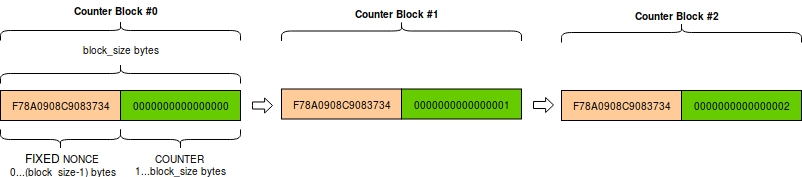 Counter Block #0
block_size bytes
F78A0908C9083734 0000000000000000
FIXED NONCE
0...(block_size-1) bytes
COUNTER
1...block_size bytes
Counter Block #1
F78A0908C9083734 0000000000000001
Counter Block #2
F78A0908C9083734 0000000000000002